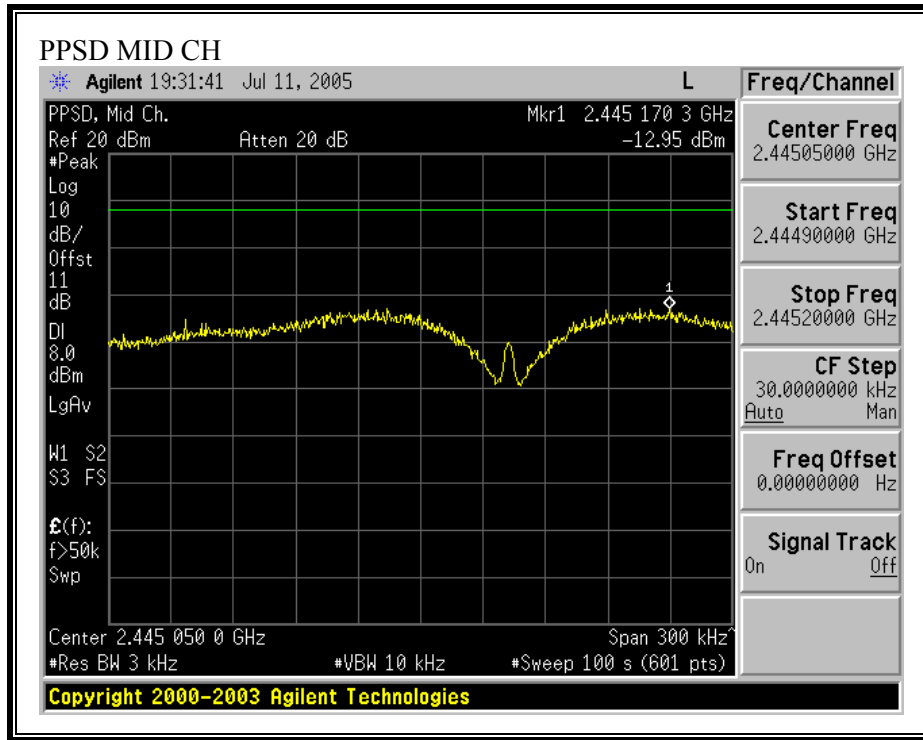 PPSD MID CH
Agilent 19:31:41 Jul 11, 2005 L
PPSD, Mid Ch. Mkr1 2.445 170 3 GHz
Ref 20 dBm Atten 20 dB -12.95 dBm
#Peak
Log
10
dB/
Offst
11
dB
DI
8.0
dBm
LgAv
W1 S2
S3 FS
£(f):
f>50k
Swp
1
Center 2.445 050 0 GHz Span 300 kHz^
#Res BW 3 kHz #VBW 10 kHz #Sweep 100 s (601 pts)
Copyright 2000-2003 Agilent Technologies
Freq/Channel
Center Freq
2.44505000 GHz
Start Freq
2.44490000 GHz
Stop Freq
2.44520000 GHz
CF Step
30.0000000 kHz
Auto Man
Freq Offset
0.00000000 Hz
Signal Track
On Off